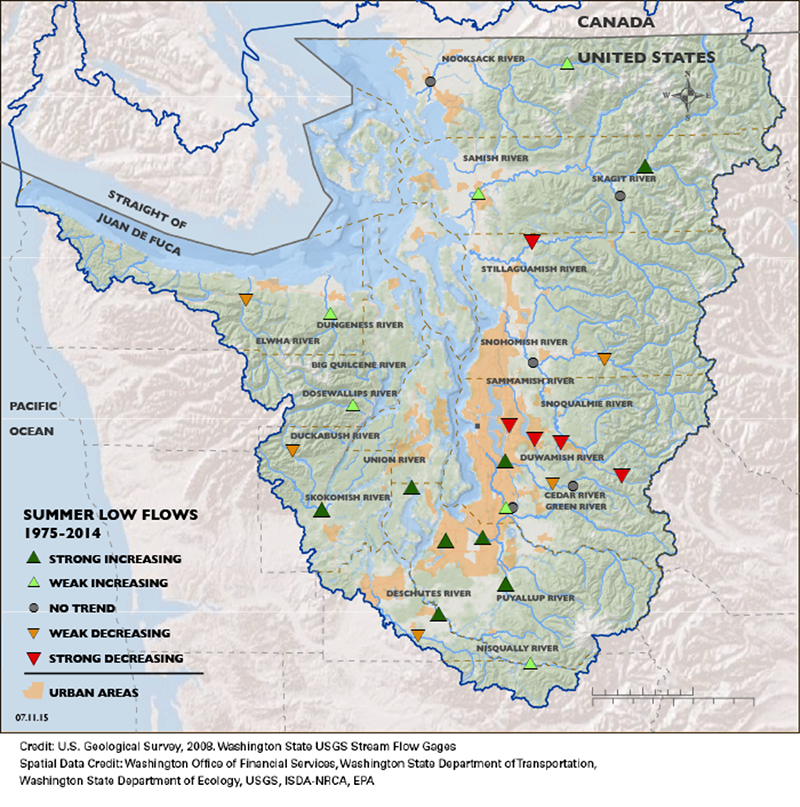 CANADA
UNITED STATES
NOOKSACK RIVER
N
W E
S
SAMISH RIVER
SKAGIT RIVER
STRAIGHT OF
JUAN DE FUCA
STILLAGUAMISH RIVER
DUNGENESS RIVER
ELWHA RIVER
SNOHOMISH RIVER
BIG QUILCENE RIVER
SAMMAMISH RIVER
DOSEWALLIPS RIVER
SNOQUALMIE RIVER
PACIFIC
OCEAN
DUCKABUSH RIVER
UNION RIVER
DUWAMISH RIVER
SKOKOMISH RIVER
CEDAR RIVER
GREEN RIVER
DESCHUTES RIVER
PUYALLUP RIVER
NISQUALLY RIVER
SUMMER LOW FLOWS
1975-2014
STRONG INCREASING
WEAK INCREASING
NO TREND
WEAK DECREASING
STRONG DECREASING
URBAN AREAS
07.11.15
Credit: U.S. Geological Survey, 2008. Washington State USGS Stream Flow Gages
Spatial Data Credit: Washington Office of Financial Services, Washington State Department of Transportation,
Washington State Department of Ecology, USGS, ISDA-NRCA, EPA